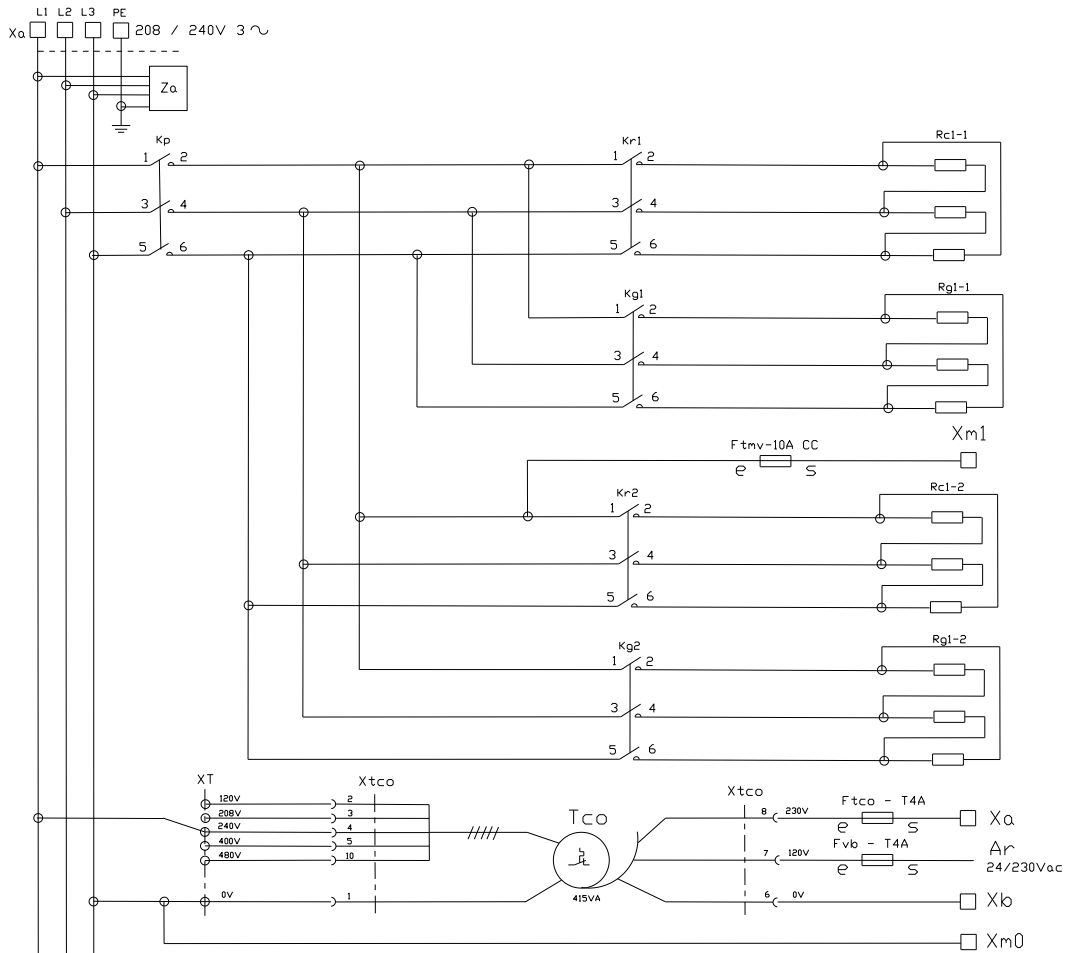 L1 L2 L3 PE
Xa 208 / 240V 3 ∿
Za
Kp Kr1 Rc1-1
1 2 1 2
3 4 3 4
5 6 5 6
Kg1 Rg1-1
1 2
3 4
5 6
Xm1
Ftmv-10A CC
e s
Kr2 Rc1-2
1 2
3 4
5 6
Kg2 Rg1-2
1 2
3 4
5 6
XT Xtco Xtco
120V 2
208V 3
240V 4
400V 5
480V 10
0V 1
Tco
415VA
8 230V Ftco - T4A Xa
e s
7 120V Fvb - T4A Ar
e s 24/230Vac
6 0V Xb
Xm0